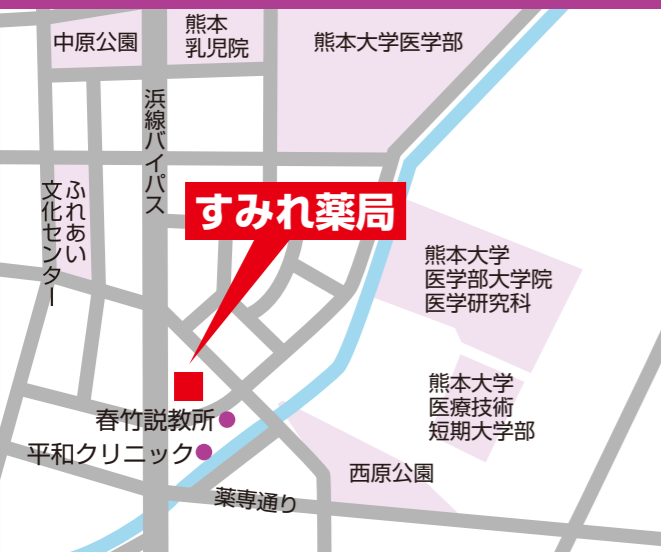 中原公園
熊本
乳児院
熊本大学医学部
浜線バイパス
ふれあい
文化センター
すみれ薬局
熊本大学
医学部大学院
医学研究科
熊本大学
医療技術
短期大学部
春竹説教所
平和クリニック
西原公園
薬専通り